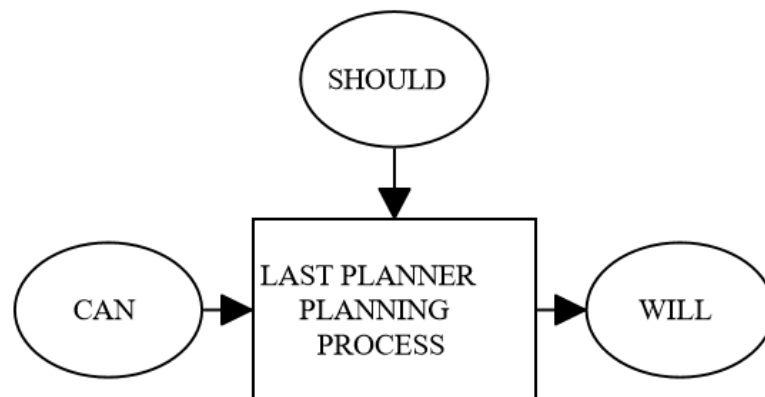 SHOULD
CAN
LAST PLANNER
PLANNING
PROCESS
WILL